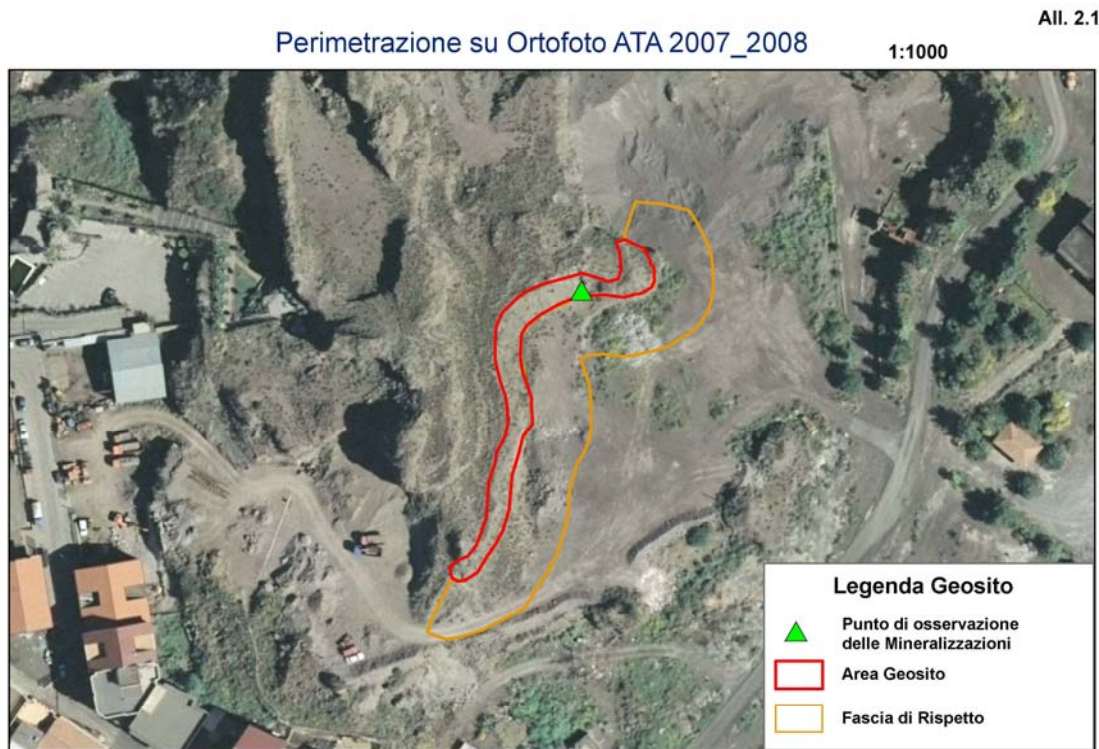 All. 2.1
Perimetrazione su Ortofoto ATA 2007_2008
1:1000
Legenda Geosito
Punto di osservazione
delle Mineralizzazioni
Area Geosito
Fascia di Rispetto